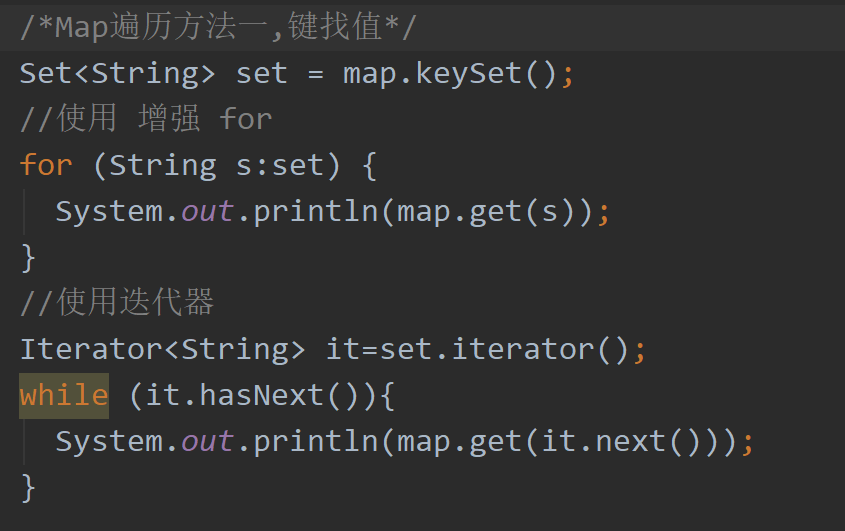 /*Map遍历方法一,键找值*/
Set<String> set = map.keySet();
//使用 增强 for
for (String s:set) {
System.out.println(map.get(s));
}
//使用迭代器
Iterator<String> it=set.iterator();
while (it.hasNext()){
System.out.println(map.get(it.next()));
}